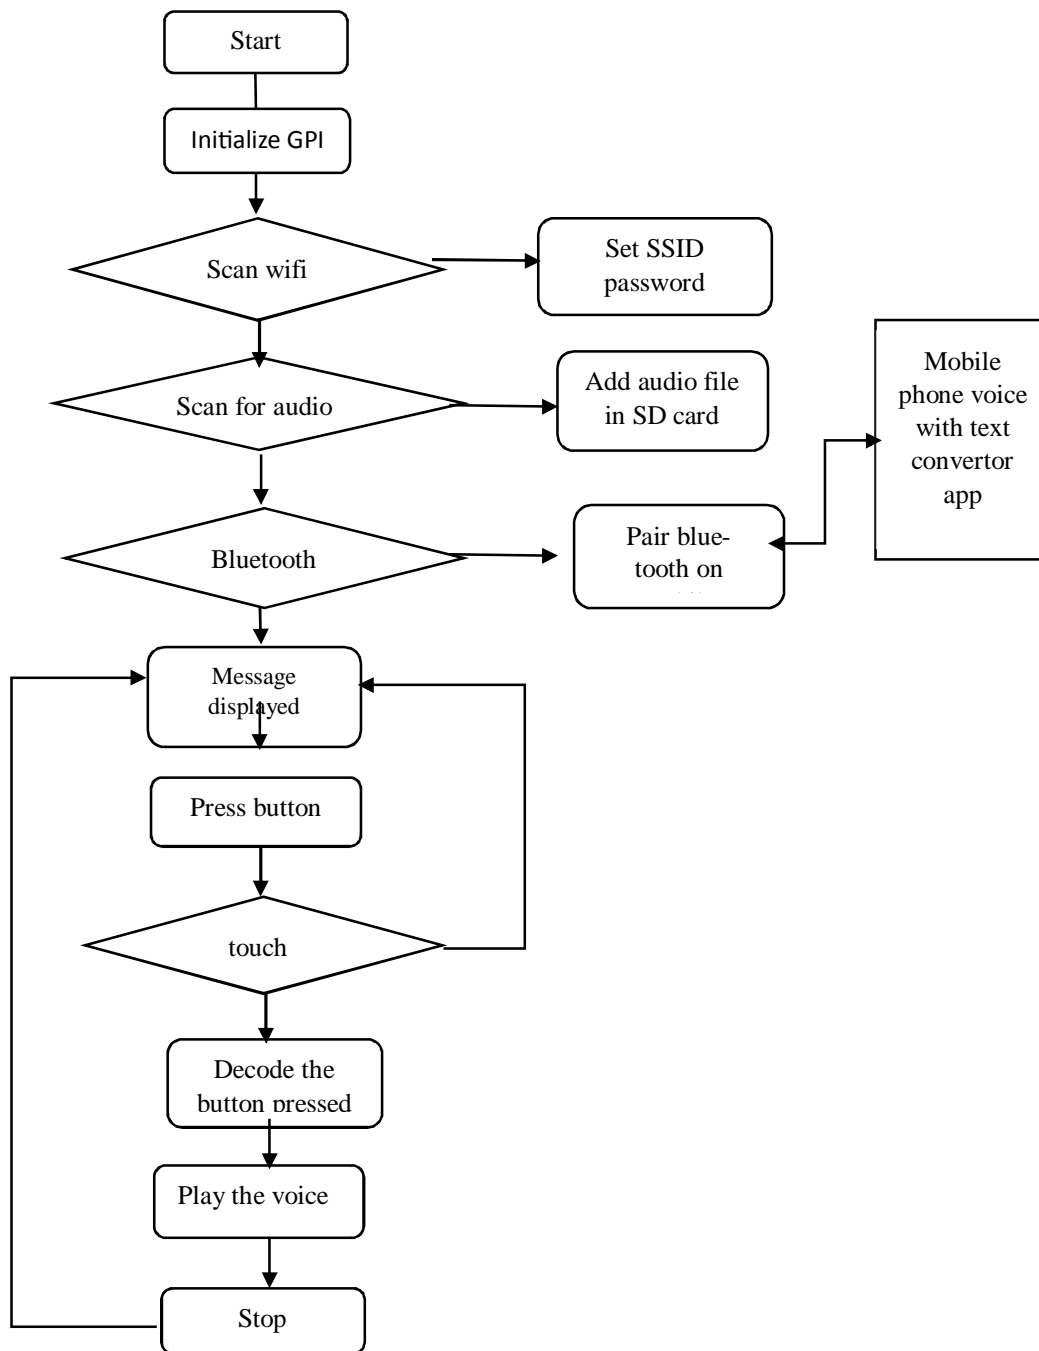 Start
Initialize GPI
Scan wifi
Set SSID
password
Scan for audio
Add audio file
in SD card
Mobile
phone voice
with text
convertor
app
Bluetooth
Pair blue-
tooth on
Message
displayed
Press button
touch
Decode the
button pressed
Play the voice
Stop